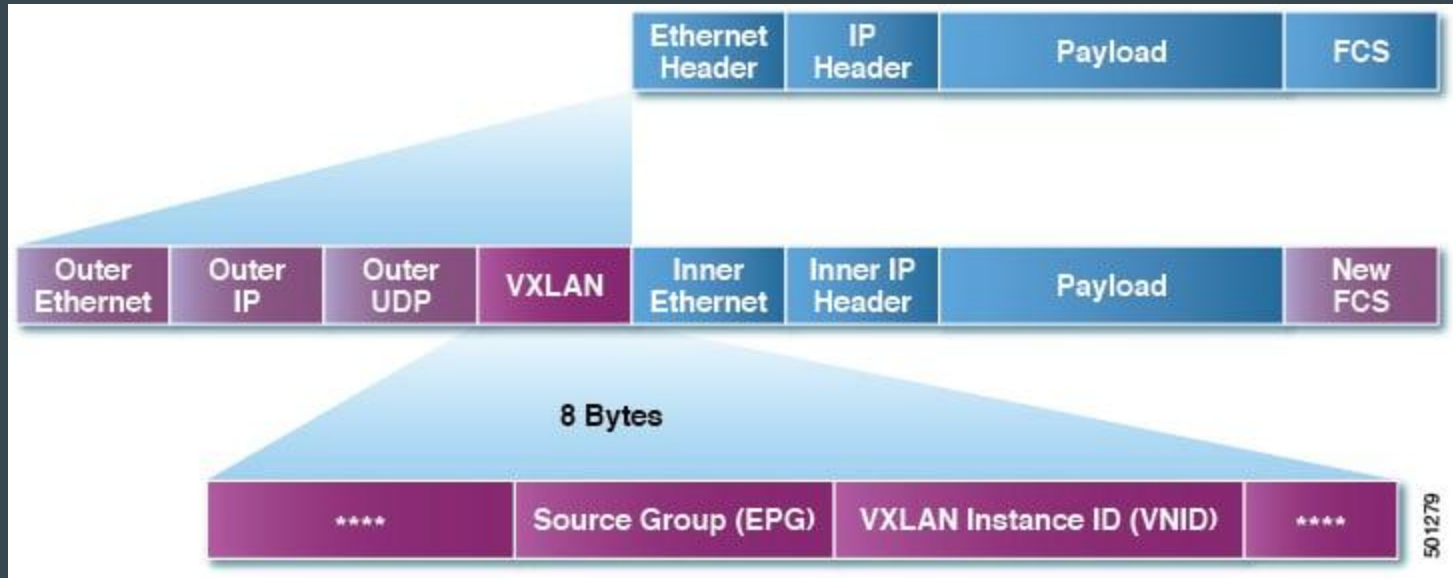 Ethernet
Header
IP
Header
Payload
FCS
Outer
Ethernet
Outer
IP
Outer
UDP
VXLAN
Inner
Ethernet
Inner IP
Header
Payload
New
FCS
8 Bytes
****
Source Group (EPG)
VXLAN Instance ID (VNID)
****
501279